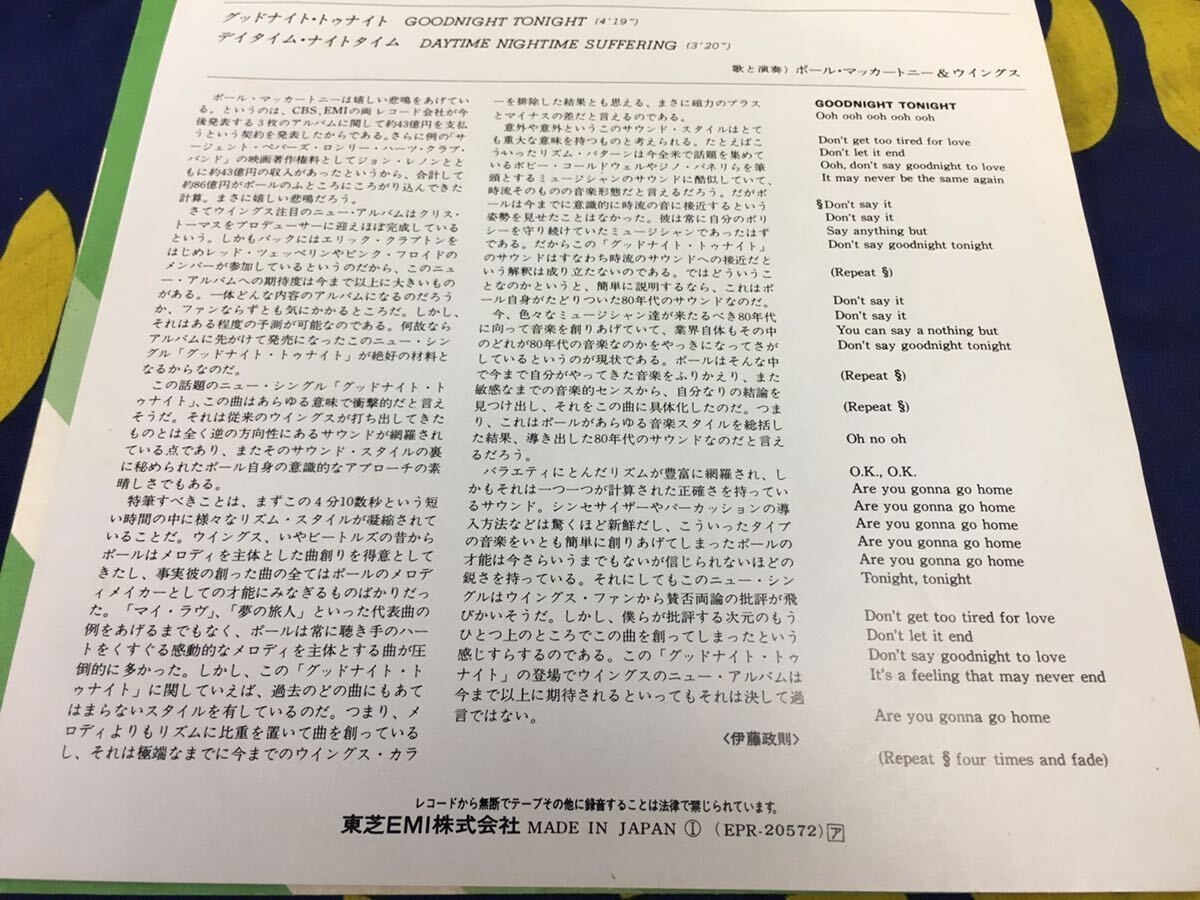 グッドナイト・トゥナイト GOODNIGHT TONIGHT (4'19")
デイタイム・ナイトタイム DAYTIME NIGHTIME SUFFERING (3'20")
歌と演奏) ポール・マッカートニー&ウイングス
ポール・マッカートニーは嬉しい悲鳴をあげてい
る。というのは、CBS、EMIの両レコード会社が今
後発表する3枚のアルバムに関して約43億円を支払
うという契約を発表したからである。さらに例の「サ
ージェント・ペパーズ・ロンリー・ハーツ・クラブ・
バンド」の映画著作権料としてジョン・レノンとと
もに約43億円の収入があったというから、合計して
約86億円がポールのふところにころがり込んできた
計算。まさに嬉しい悲鳴だろう。
さてウイングス注目のニュー・アルバムはクリス・
トーマスをプロデューサーに迎えほぼ完成している
という。しかもバックにはエリック・クラプトンを
はじめレッド・ツェッペリンやピンク・フロイドの
メンバーが参加しているというのだから、このニュ
ー・アルバムへの期待度は今まで以上に大きいもの
がある。一体どんな内容のアルバムになるのだろう
か、ファンならずとも気にかかるところだ。しかし、
それはある程度の予測が可能なのである。何故なら
アルバムに先がけて発売になったこのニュー・シン
グル「グッドナイト・トゥナイト」が絶好の材料と
なるからなのだ。
この話題のニュー・シングル「グッドナイト・ト
ゥナイト」、この曲はあらゆる意味で衝撃的だと言え
そうだ。それは従来のウイングスが打ち出してきた
ものとは全く逆の方向性にあるサウンドが網羅され
ている点であり、またそのサウンド・スタイルの裏
に秘められたポール自身の意識的なアプローチの素
晴しさでもある。
特筆すべきことは、まずこの4分10数秒という短
い時間の中に様々なリズム・スタイルが凝縮されて
いることだ。ウイングス、いやビートルズの昔から
ポールはメロディを主体とした曲創りを得意として
きたし、事実彼の創った曲の全てはポールのメロデ
ィメイカーとしての才能にみなぎるものばかりだっ
た。「マイ・ラヴ」、「夢の旅人」といった代表曲の
例をあげるまでもなく、ポールは常に聴き手のハー
トをくすぐる感動的なメロディを主体とする曲が圧
倒的に多かった。しかし、この「グッドナイト・ト
ゥナイト」に関していえば、過去のどの曲にもあて
はまらないスタイルを有しているのだ。つまり、メ
ロディよりもリズムに比重を置いて曲を創っている
し、それは極端なまでに今までのウイングス・カラ
ーを排除した結果とも思える、まさに磁力のプラス
とマイナスの差だと言えるのである。
意外や意外というこのサウンド・スタイルはとて
も重大な意味を持つものと考えられる。たとえばこ
ういったリズム・パターンは今全米で話題を集めて
いるボビー・コールドウェルやジノ・バネリらを筆
頭とするミュージシャンのサウンドに酷似していて、
時流そのものの音楽形態だと言えるだろう。だがポ
ールは今までに意識的に時流の音に接近するという
姿勢を見せたことはなかった。彼は常に自分のポリ
シーを守り続けていたミュージシャンであったはず
である。だからこの「グッドナイト・トゥナイト」
のサウンドはすなわち時流のサウンドへの接近だと
いう解釈は成り立たないのである。ではどういうこ
となのかというと、簡単に説明するなら、これはポ
ール自身がたどりついた80年代のサウンドなのだ。
今、色々なミュージシャン達が来たるべき80年代
に向って音楽を創りあげていて、業界自体もその中
のどれが80年代の音楽なのかをやっきになってさが
しているというのが現状である。ポールはそんな中
で今まで自分がやってきた音楽をふりかえり、また
敏感なまでの音楽的センスから、自分なりの結論を
見つけ出し、それをこの曲に具体化したのだ。つま
り、これはポールがあらゆる音楽スタイルを総括し
た結果、導き出した80年代のサウンドなのだと言え
るだろう。
バラエティにとんだリズムが豊富に網羅され、し
かもそれは一つ一つが計算された正確さを持ってい
るサウンド。シンセサイザーやパーカッションの導
入方法などは驚くほど新鮮だし、こういったタイプ
の音楽をいとも簡単に創りあげてしまったポールの
才能は今さらいうまでもないが信じられないほどの
鋭さを持っている。それにしてもこのニュー・シン
グルはウイングス・ファンから賛否両論の批評が飛
びかいそうだ。しかし、僕らが批評する次元のもう
ひとつ上のところでこの曲を創ってしまったという
感じすらするのである。この「グッドナイト・トゥ
ナイト」の登場でウイングスのニュー・アルバムは
今まで以上に期待されるといってもそれは決して過
言ではない。
〈伊藤政則〉
GOODNIGHT TONIGHT
Ooh ooh ooh ooh ooh
Don't get too tired for love
Don't let it end
Ooh, don't say goodnight to love
It may never be the same again
§Don't say it
Don't say it
Say anything but
Don't say goodnight tonight
(Repeat §)
Don't say it
Don't say it
You can say a nothing but
Don't say goodnight tonight
(Repeat §)
(Repeat §)
Oh no oh
O.K., O.K.
Are you gonna go home
Are you gonna go home
Are you gonna go home
Are you gonna go home
Are you gonna go home
Tonight, tonight
Don't get too tired for love
Don't let it end
Don't say goodnight to love
It's a feeling that may never end
Are you gonna go home
(Repeat § four times and fade)
レコードから無断でテープその他に録音することは法律で禁じられています。
東芝EMI株式会社 MADE IN JAPAN Ⓘ (EPR-20572) ア